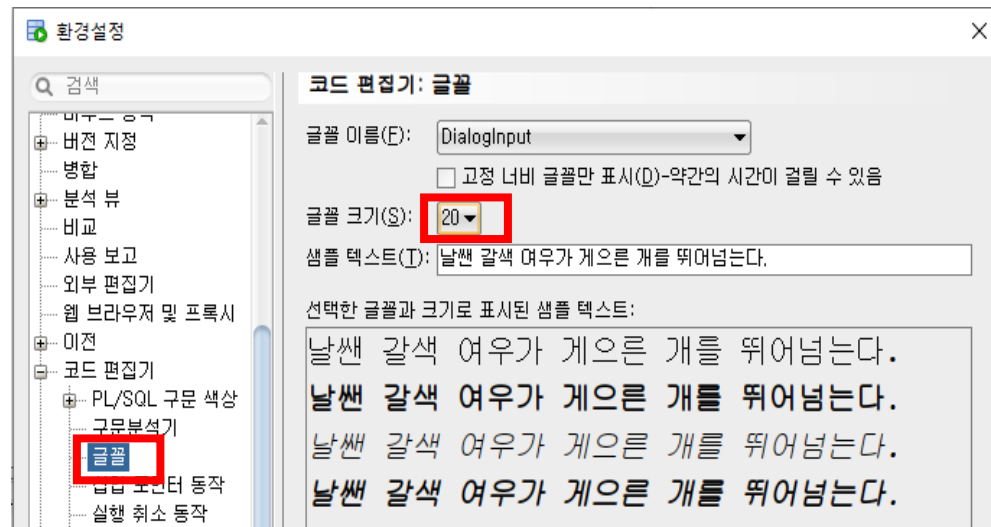 환경설정
검색
버전 지정
병합
분석 뷰
비교
사용 보고
외부 편집기
웹 브라우저 및 프록시
이전
코드 편집기
PL/SQL 구문 색상
구문분석기
글꼴
포인터 동작
실행 취소 동작
코드 편집기: 글꼴
글꼴 이름(F): DialogInput
고정 너비 글꼴만 표시(D)-약간의 시간이 걸릴 수 있음
글꼴 크기(S): 20
샘플 텍스트(T): 날쌘 갈색 여우가 게으른 개를 뛰어넘는다.
선택한 글꼴과 크기로 표시된 샘플 텍스트:
날쌘 갈색 여우가 게으른 개를 뛰어넘는다.
날쌘 갈색 여우가 게으른 개를 뛰어넘는다.
날쌘 갈색 여우가 게으른 개를 뛰어넘는다.
날쌘 갈색 여우가 게으른 개를 뛰어넘는다.